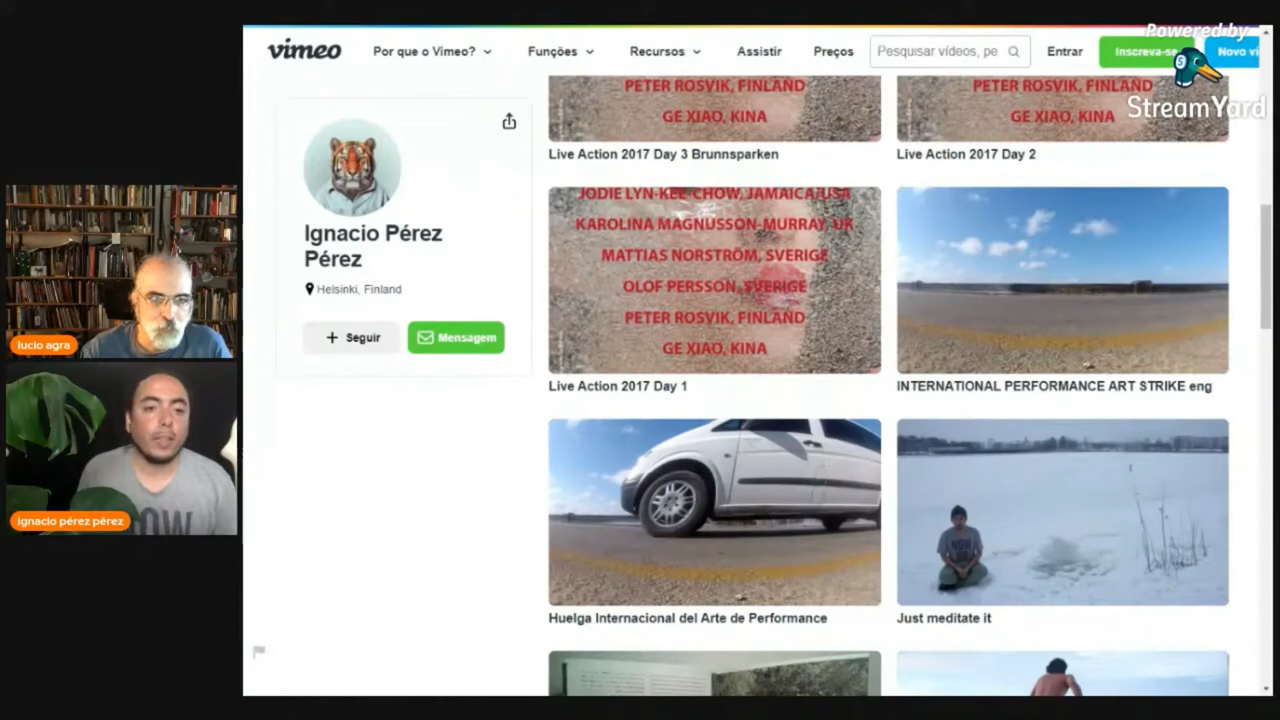 Powered by
StreamYard
vimeo
Por que o Vimeo?
Funções
Recursos
Assistir
Preços
Pesquisar vídeos, pe
Entrar
Inscreva-se
Novo ví
Ignacio Pérez
Pérez
Helsinki, Finland
Seguir
Mensagem
PETER ROSVIK, FINLAND
GE XIAO, KINA
Live Action 2017 Day 3 Brunnsparken
PETER ROSVIK, FINLAND
GE XIAO, KINA
Live Action 2017 Day 2
JODIE LYN-KEE-CHOW, JAMAICA/USA
KAROLINA MAGNUSSON-MURRAY, UK
MATTIAS NORSTRÖM, SVERIGE
OLOF PERSSON, SVERIGE
PETER ROSVIK, FINLAND
GE XIAO, KINA
Live Action 2017 Day 1
INTERNATIONAL PERFORMANCE ART STRIKE eng
Huelga Internacional del Arte de Performance
NOW
Just meditate it
lucio agra
NOW
ignacio pérez pérez